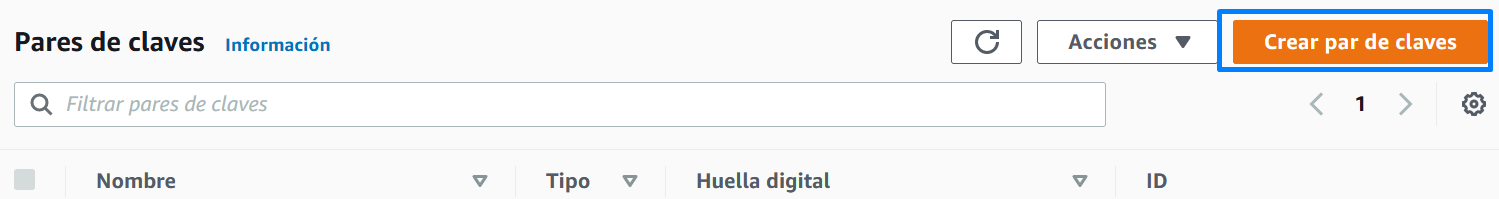 Pares de claves Información Acciones Crear par de claves
Filtrar pares de claves 1
Nombre Tipo Huella digital ID